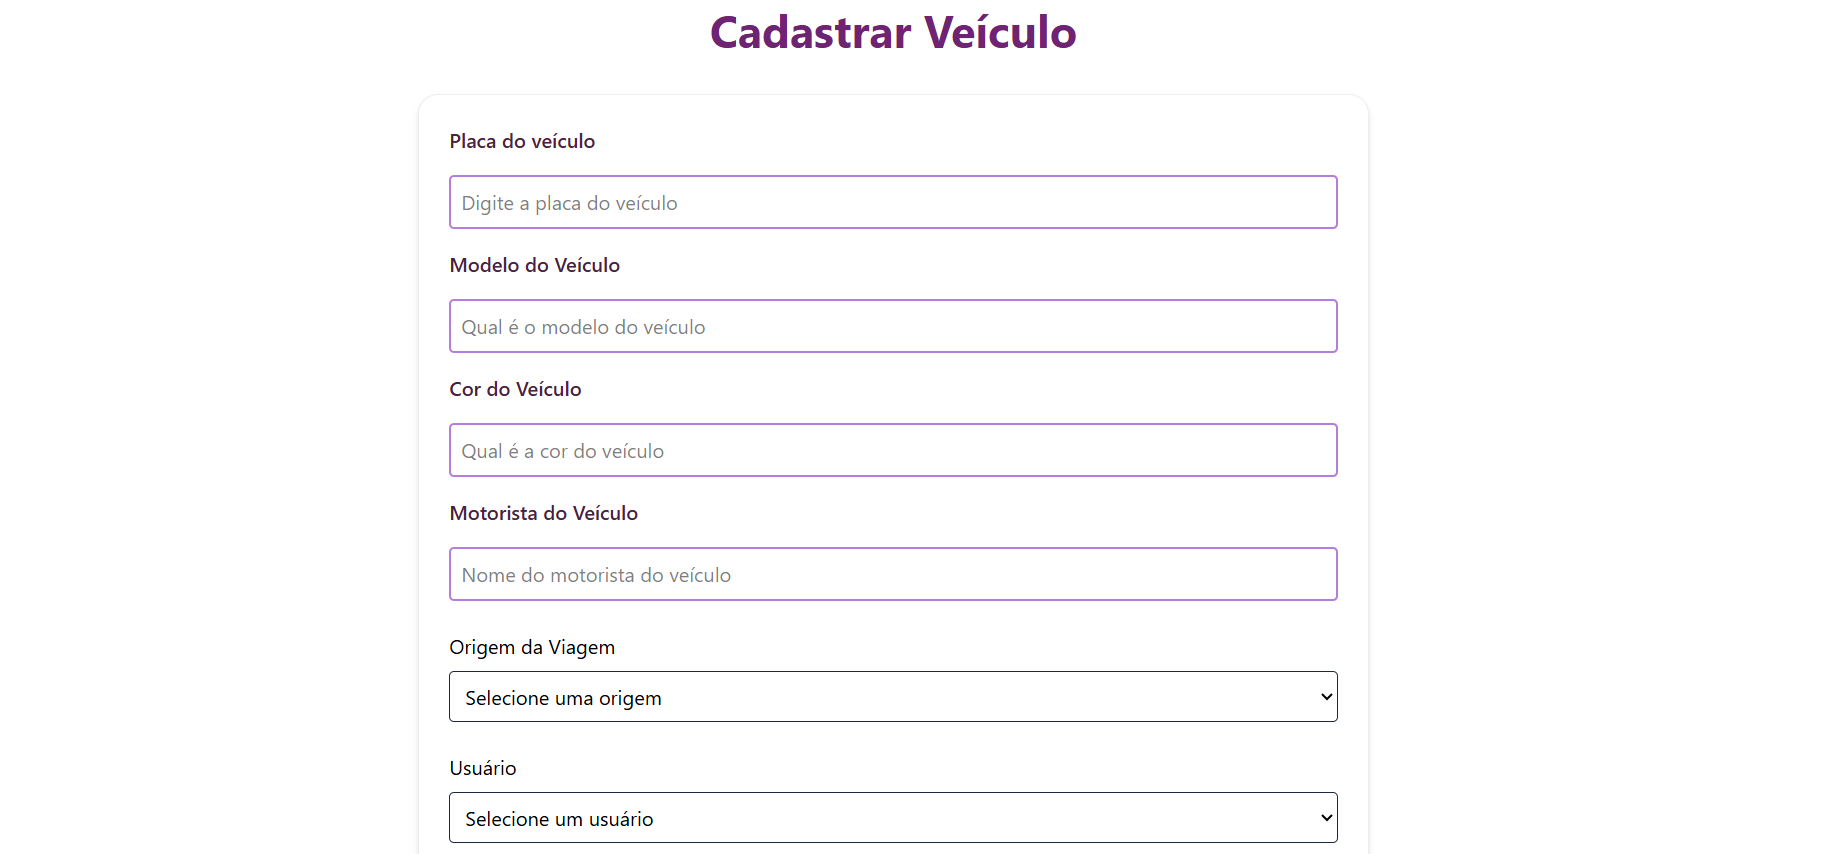 Cadastrar Veículo
Placa do veículo
Digite a placa do veículo
Modelo do Veículo
Qual é o modelo do veículo
Cor do Veículo
Qual é a cor do veículo
Motorista do Veículo
Nome do motorista do veículo
Origem da Viagem
Selecione uma origem
Usuário
Selecione um usuário